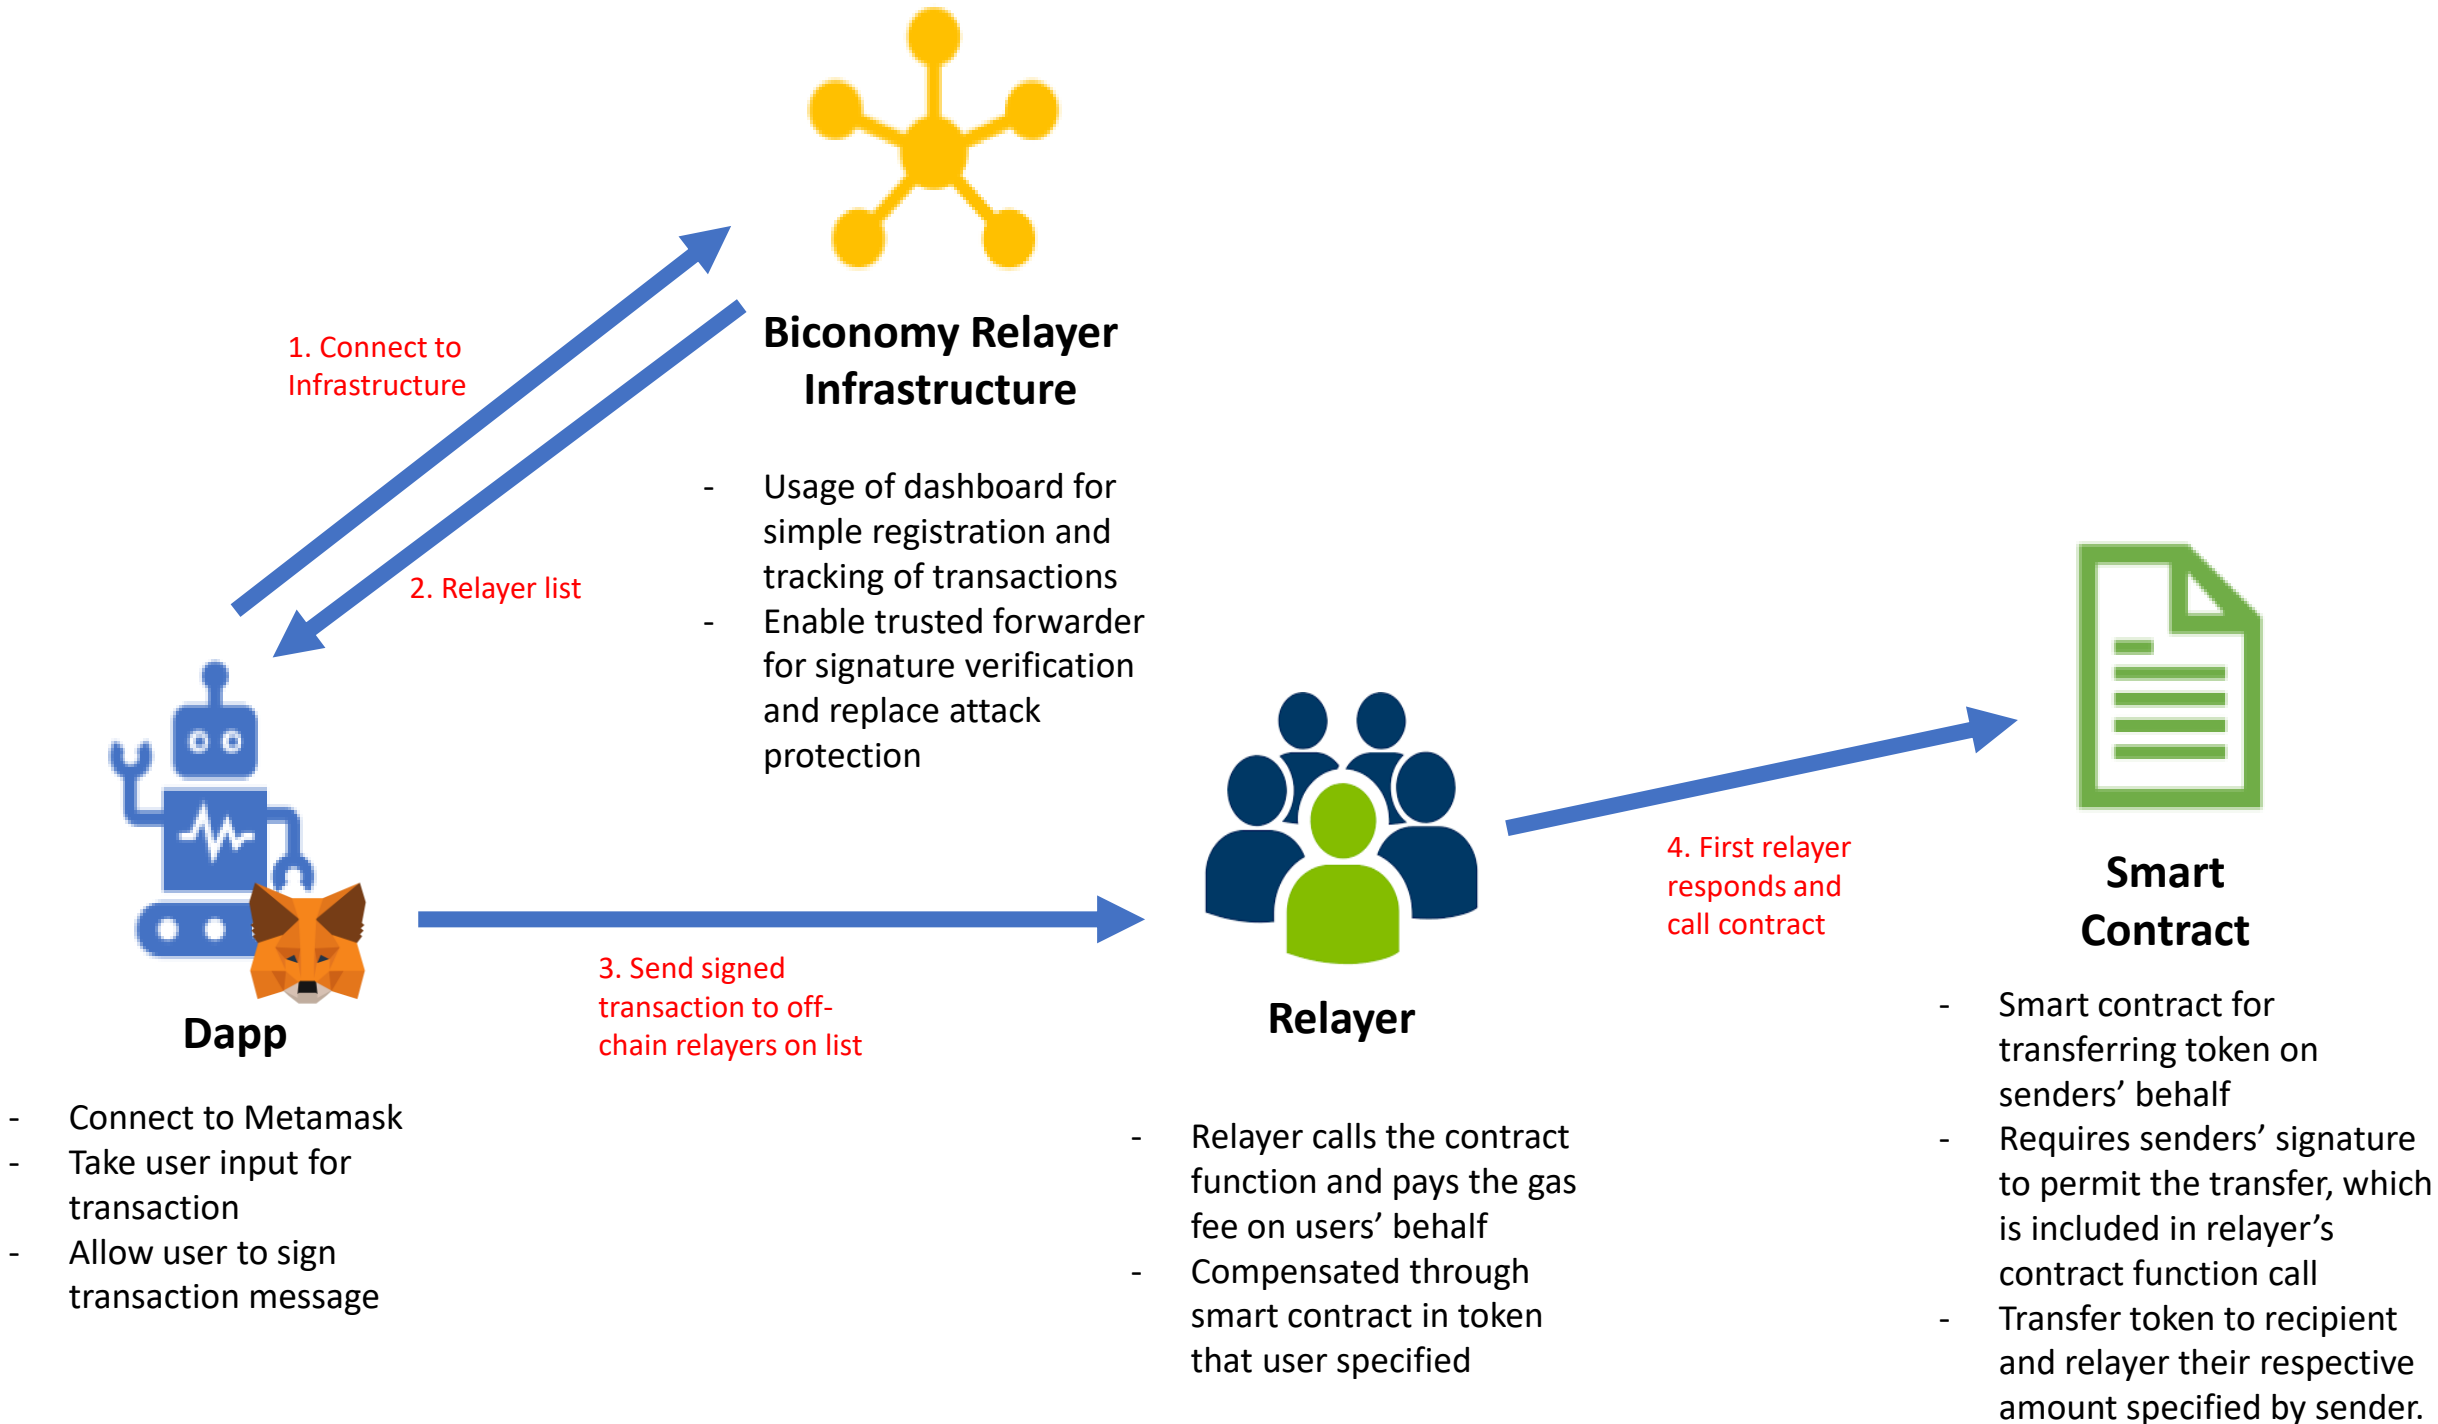 Biconomy Relayer
Infrastructure
- Usage of dashboard for
simple registration and
tracking of transactions
- Enable trusted forwarder
for signature verification
and replace attack
protection
1. Connect to
Infrastructure
2. Relayer list
Dapp
- Connect to Metamask
- Take user input for
transaction
- Allow user to sign
transaction message
3. Send signed
transaction to off-
chain relayers on list
Relayer
- Relayer calls the contract
function and pays the gas
fee on users’ behalf
- Compensated through
smart contract in token
that user specified
4. First relayer
responds and
call contract
Smart
Contract
- Smart contract for
transferring token on
senders’ behalf
- Requires senders’ signature
to permit the transfer, which
is included in relayer’s
contract function call
- Transfer token to recipient
and relayer their respective
amount specified by sender.